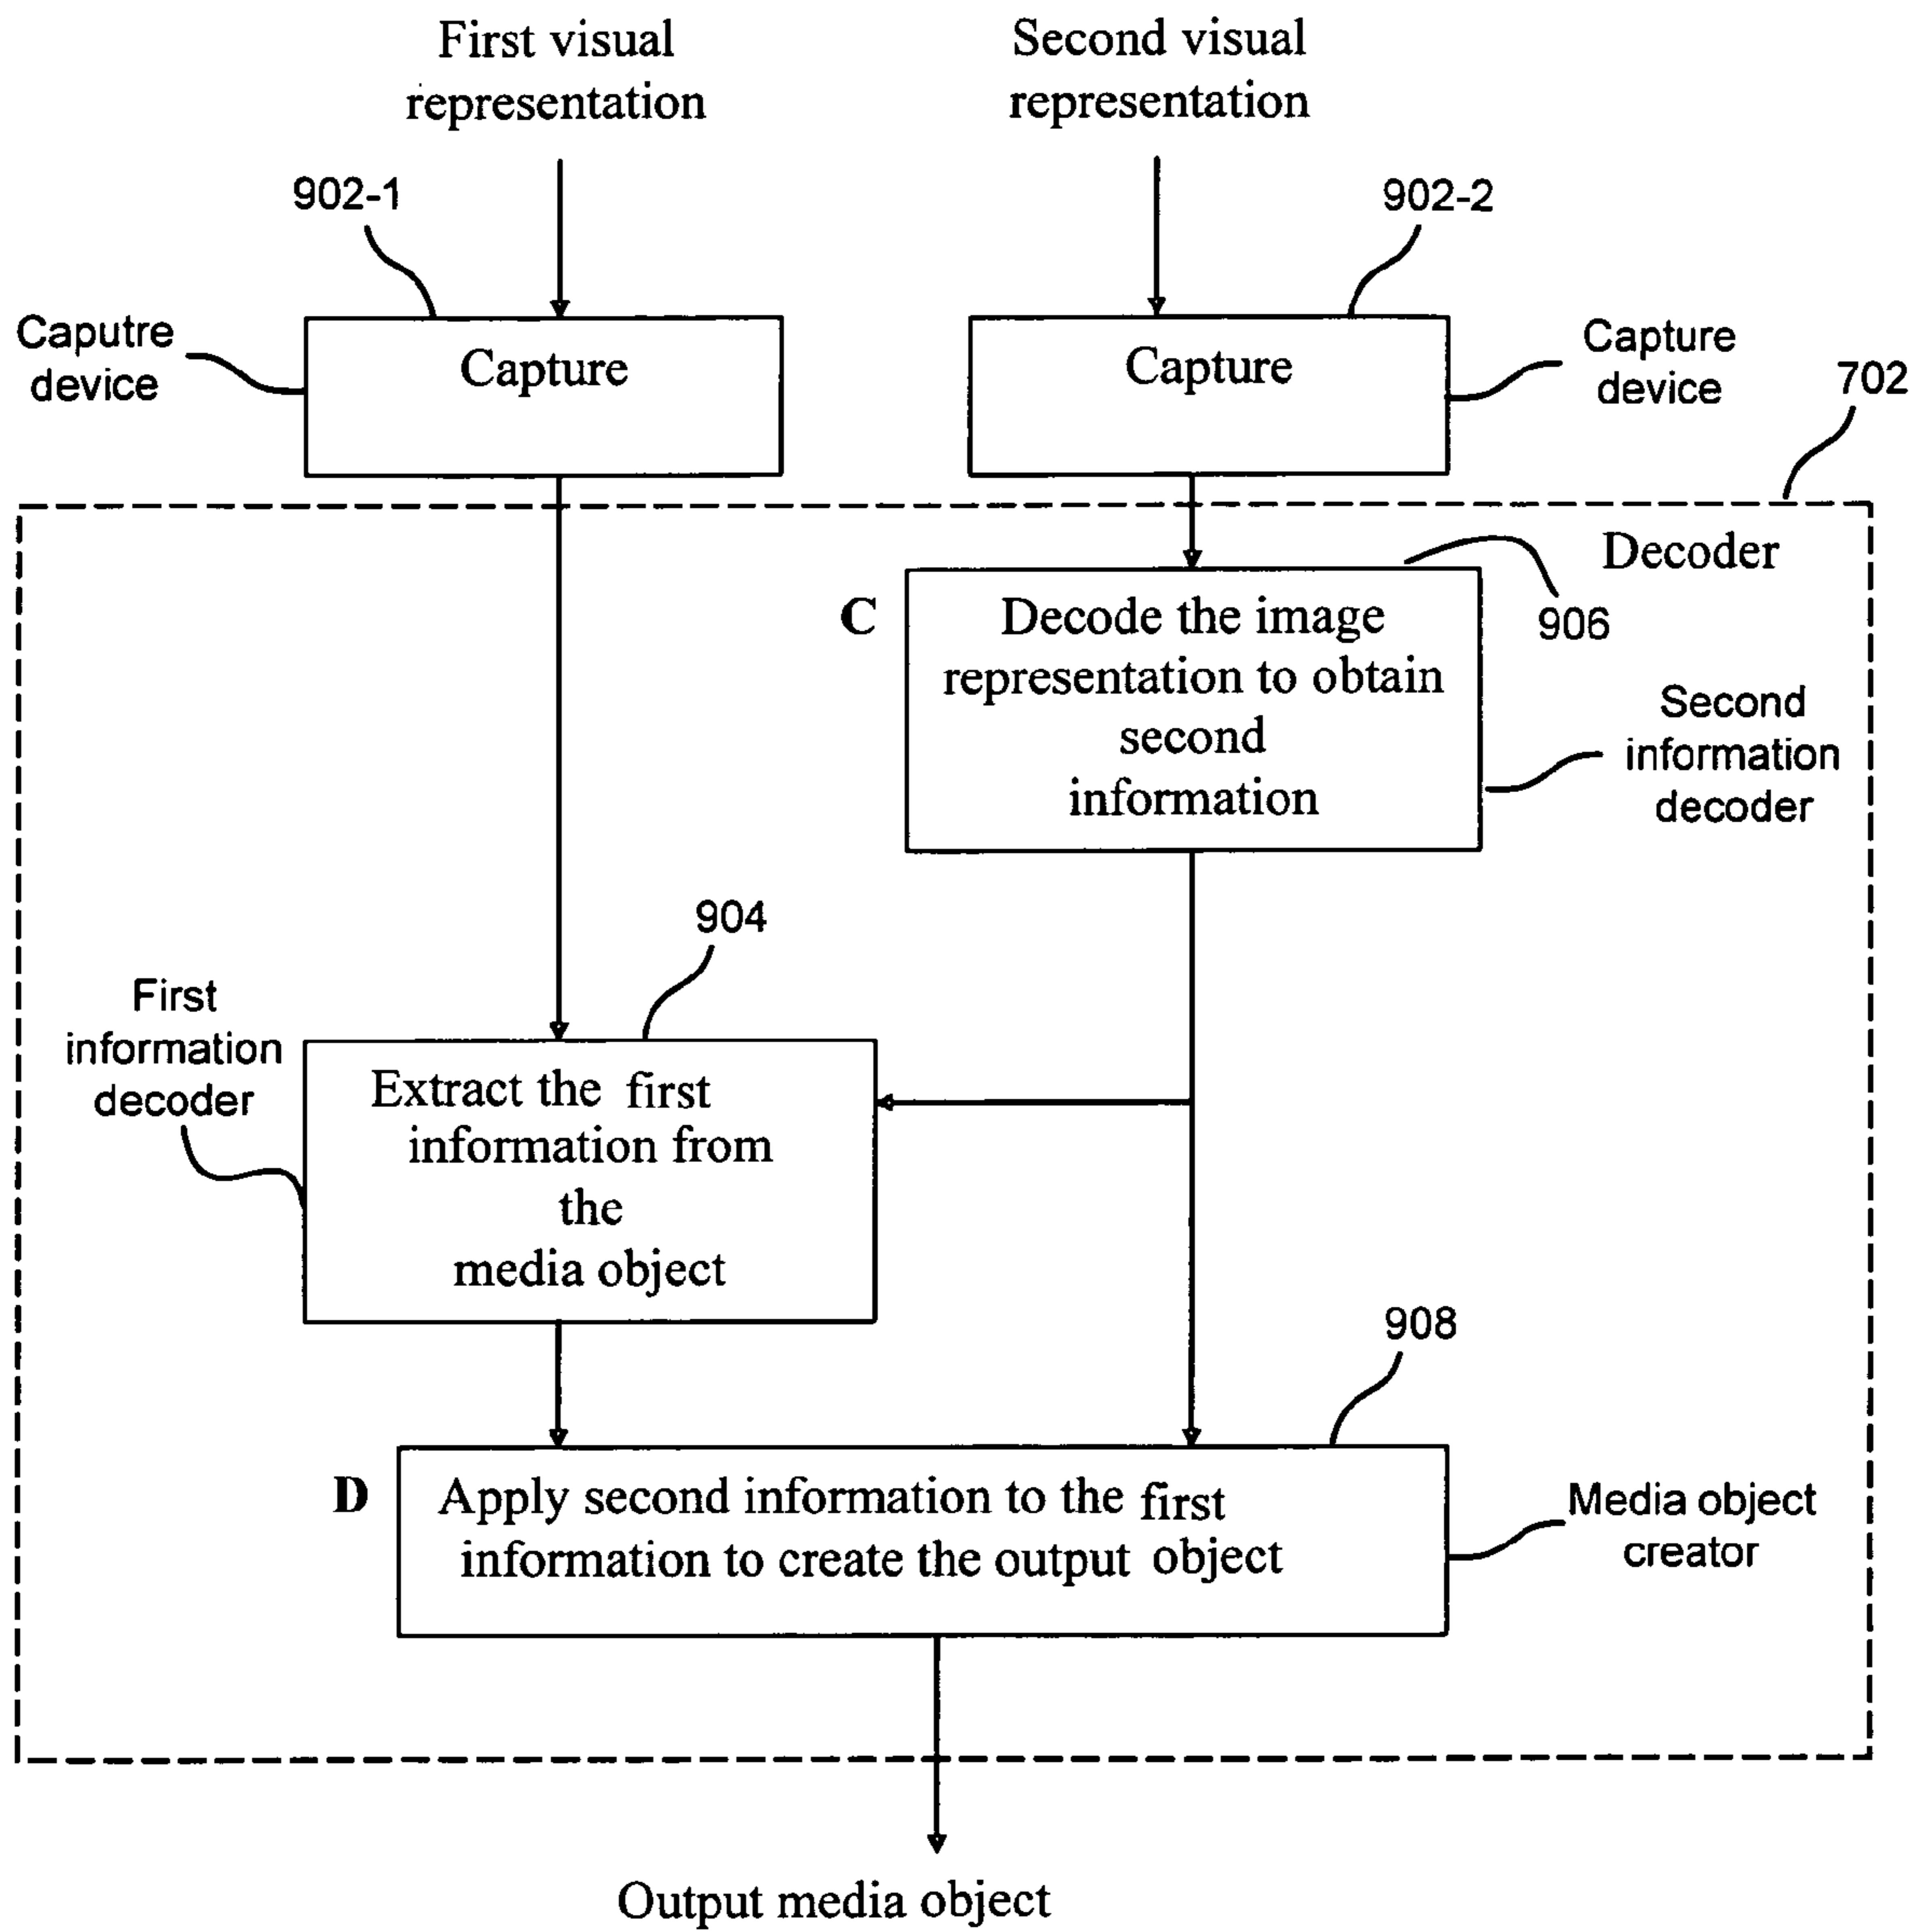 First visual
representation
Second visual
representation
902-1
902-2
Caputre
device
Capture
Capture
Capture
device
702
Decoder
C
Decode the image
representation to obtain
second
information
906
Second
information
decoder
904
First
information
decoder
Extract the first
information from
the
media object
908
D
Apply second information to the first
information to create the output object
Media object
creator
Output media object